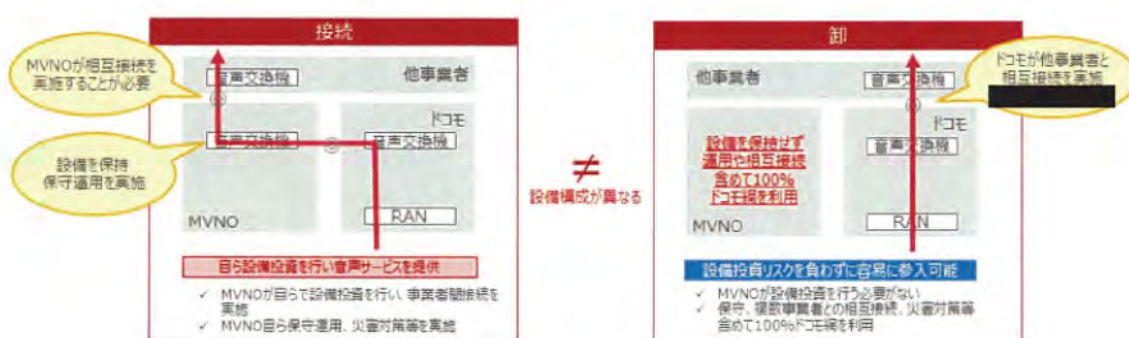 接続
MVNOが相互接続を
実施することが必要
音声交換機
他事業者
ドコモ
音声交換機
音声交換機
設備を保持
保守運用を実施
MVNO
RAN
自ら設備投資を行い音声サービスを提供
✓ MVNOが自らで設備投資を行い、事業者間接続を
実施
✓ MVNO自ら保守運用、災害対策等を実施
≠
設備構成が異なる
卸
他事業者
音声交換機
ドコモが他事業者と
相互接続を実施
ドコモ
設備を保持せず
運用や相互接続
含めて100%
ドコモ網を利用
音声交換機
MVNO
RAN
設備投資リスクを負わずに容易に参入可能
✓ MVNOが設備投資を行う必要がない
✓ 保守、複数事業者との相互接続、災害対策等
含めて100%ドコモ網を利用